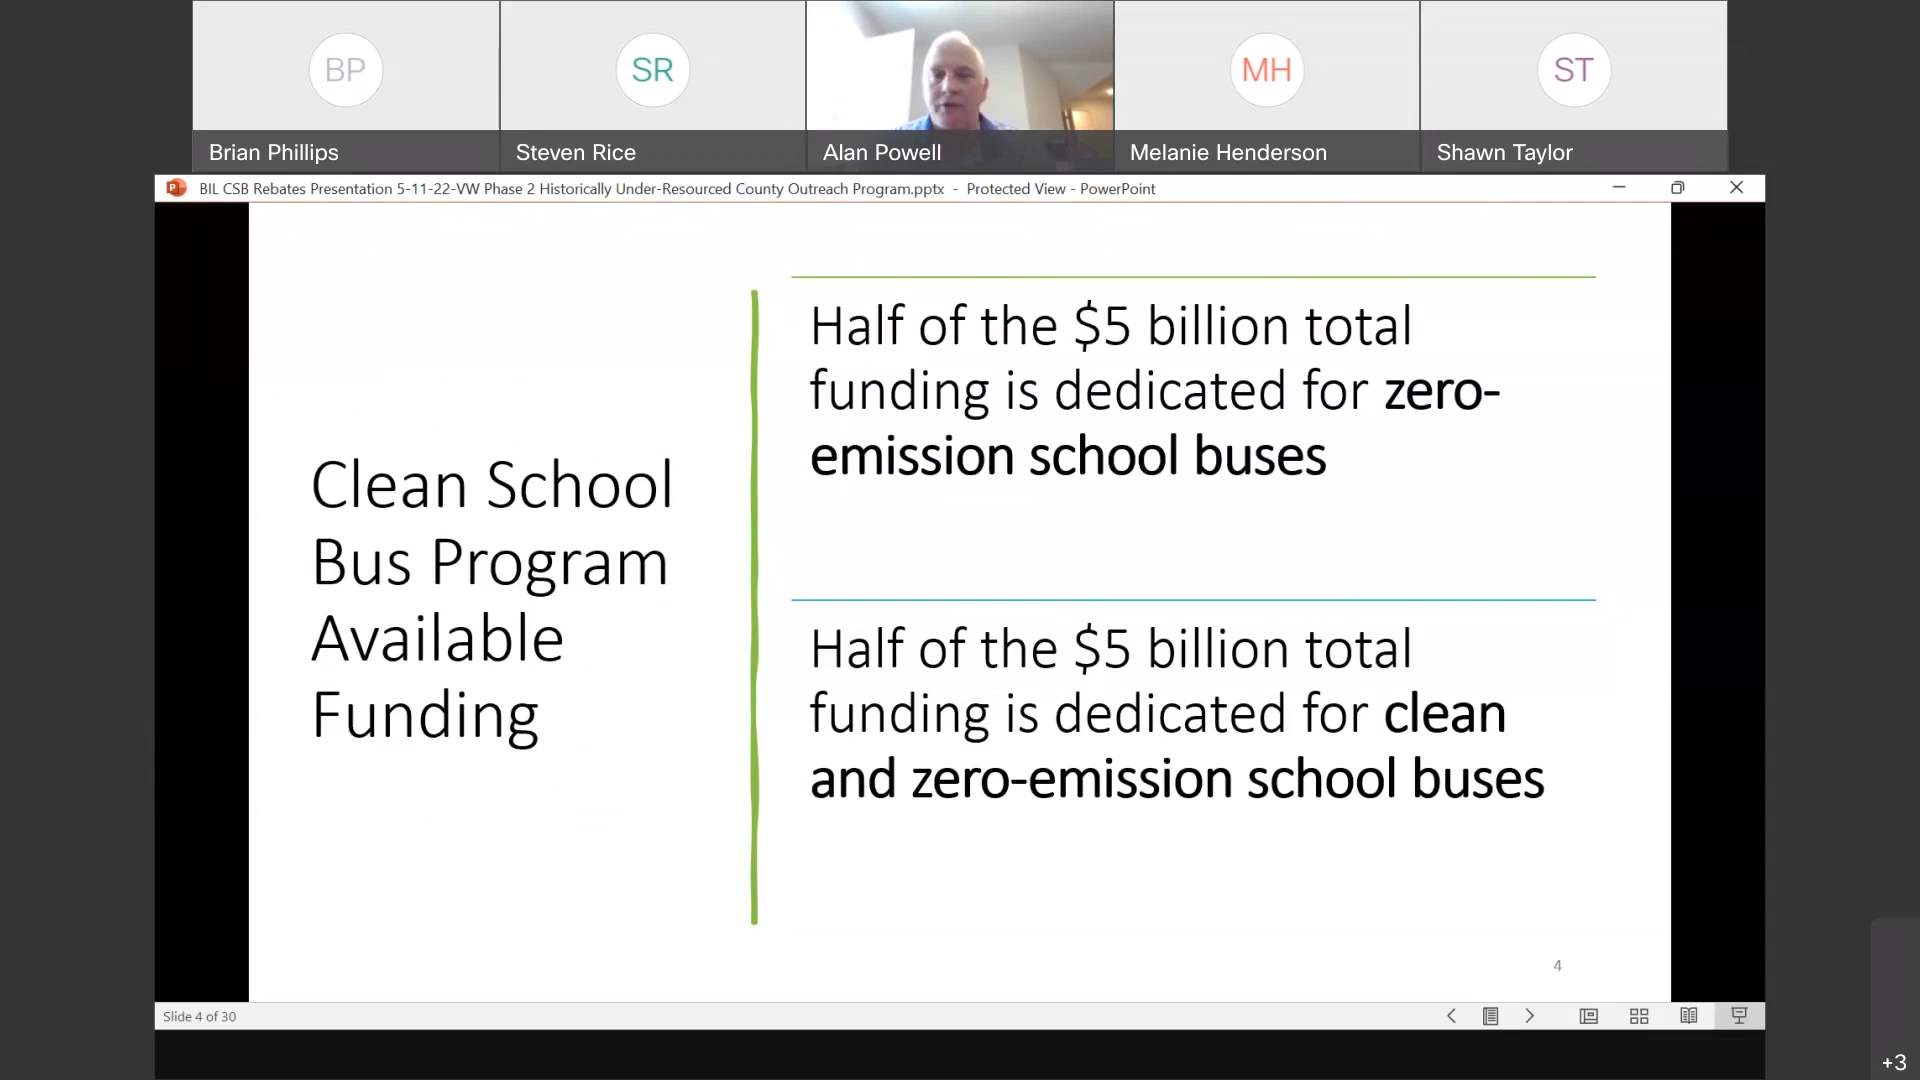 BP
SR
MH
ST
Brian Phillips
Steven Rice
Alan Powell
Melanie Henderson
Shawn Taylor
BIL CSB Rebates Presentation 5-11-22-VW Phase 2 Historically Under-Resourced County Outreach Program.pptx - Protected View - PowerPoint
Clean School
Bus Program
Available
Funding
Half of the $5 billion total
funding is dedicated for zero-
emission school buses
Half of the $5 billion total
funding is dedicated for clean
and zero-emission school buses
4
Slide 4 of 30
+3